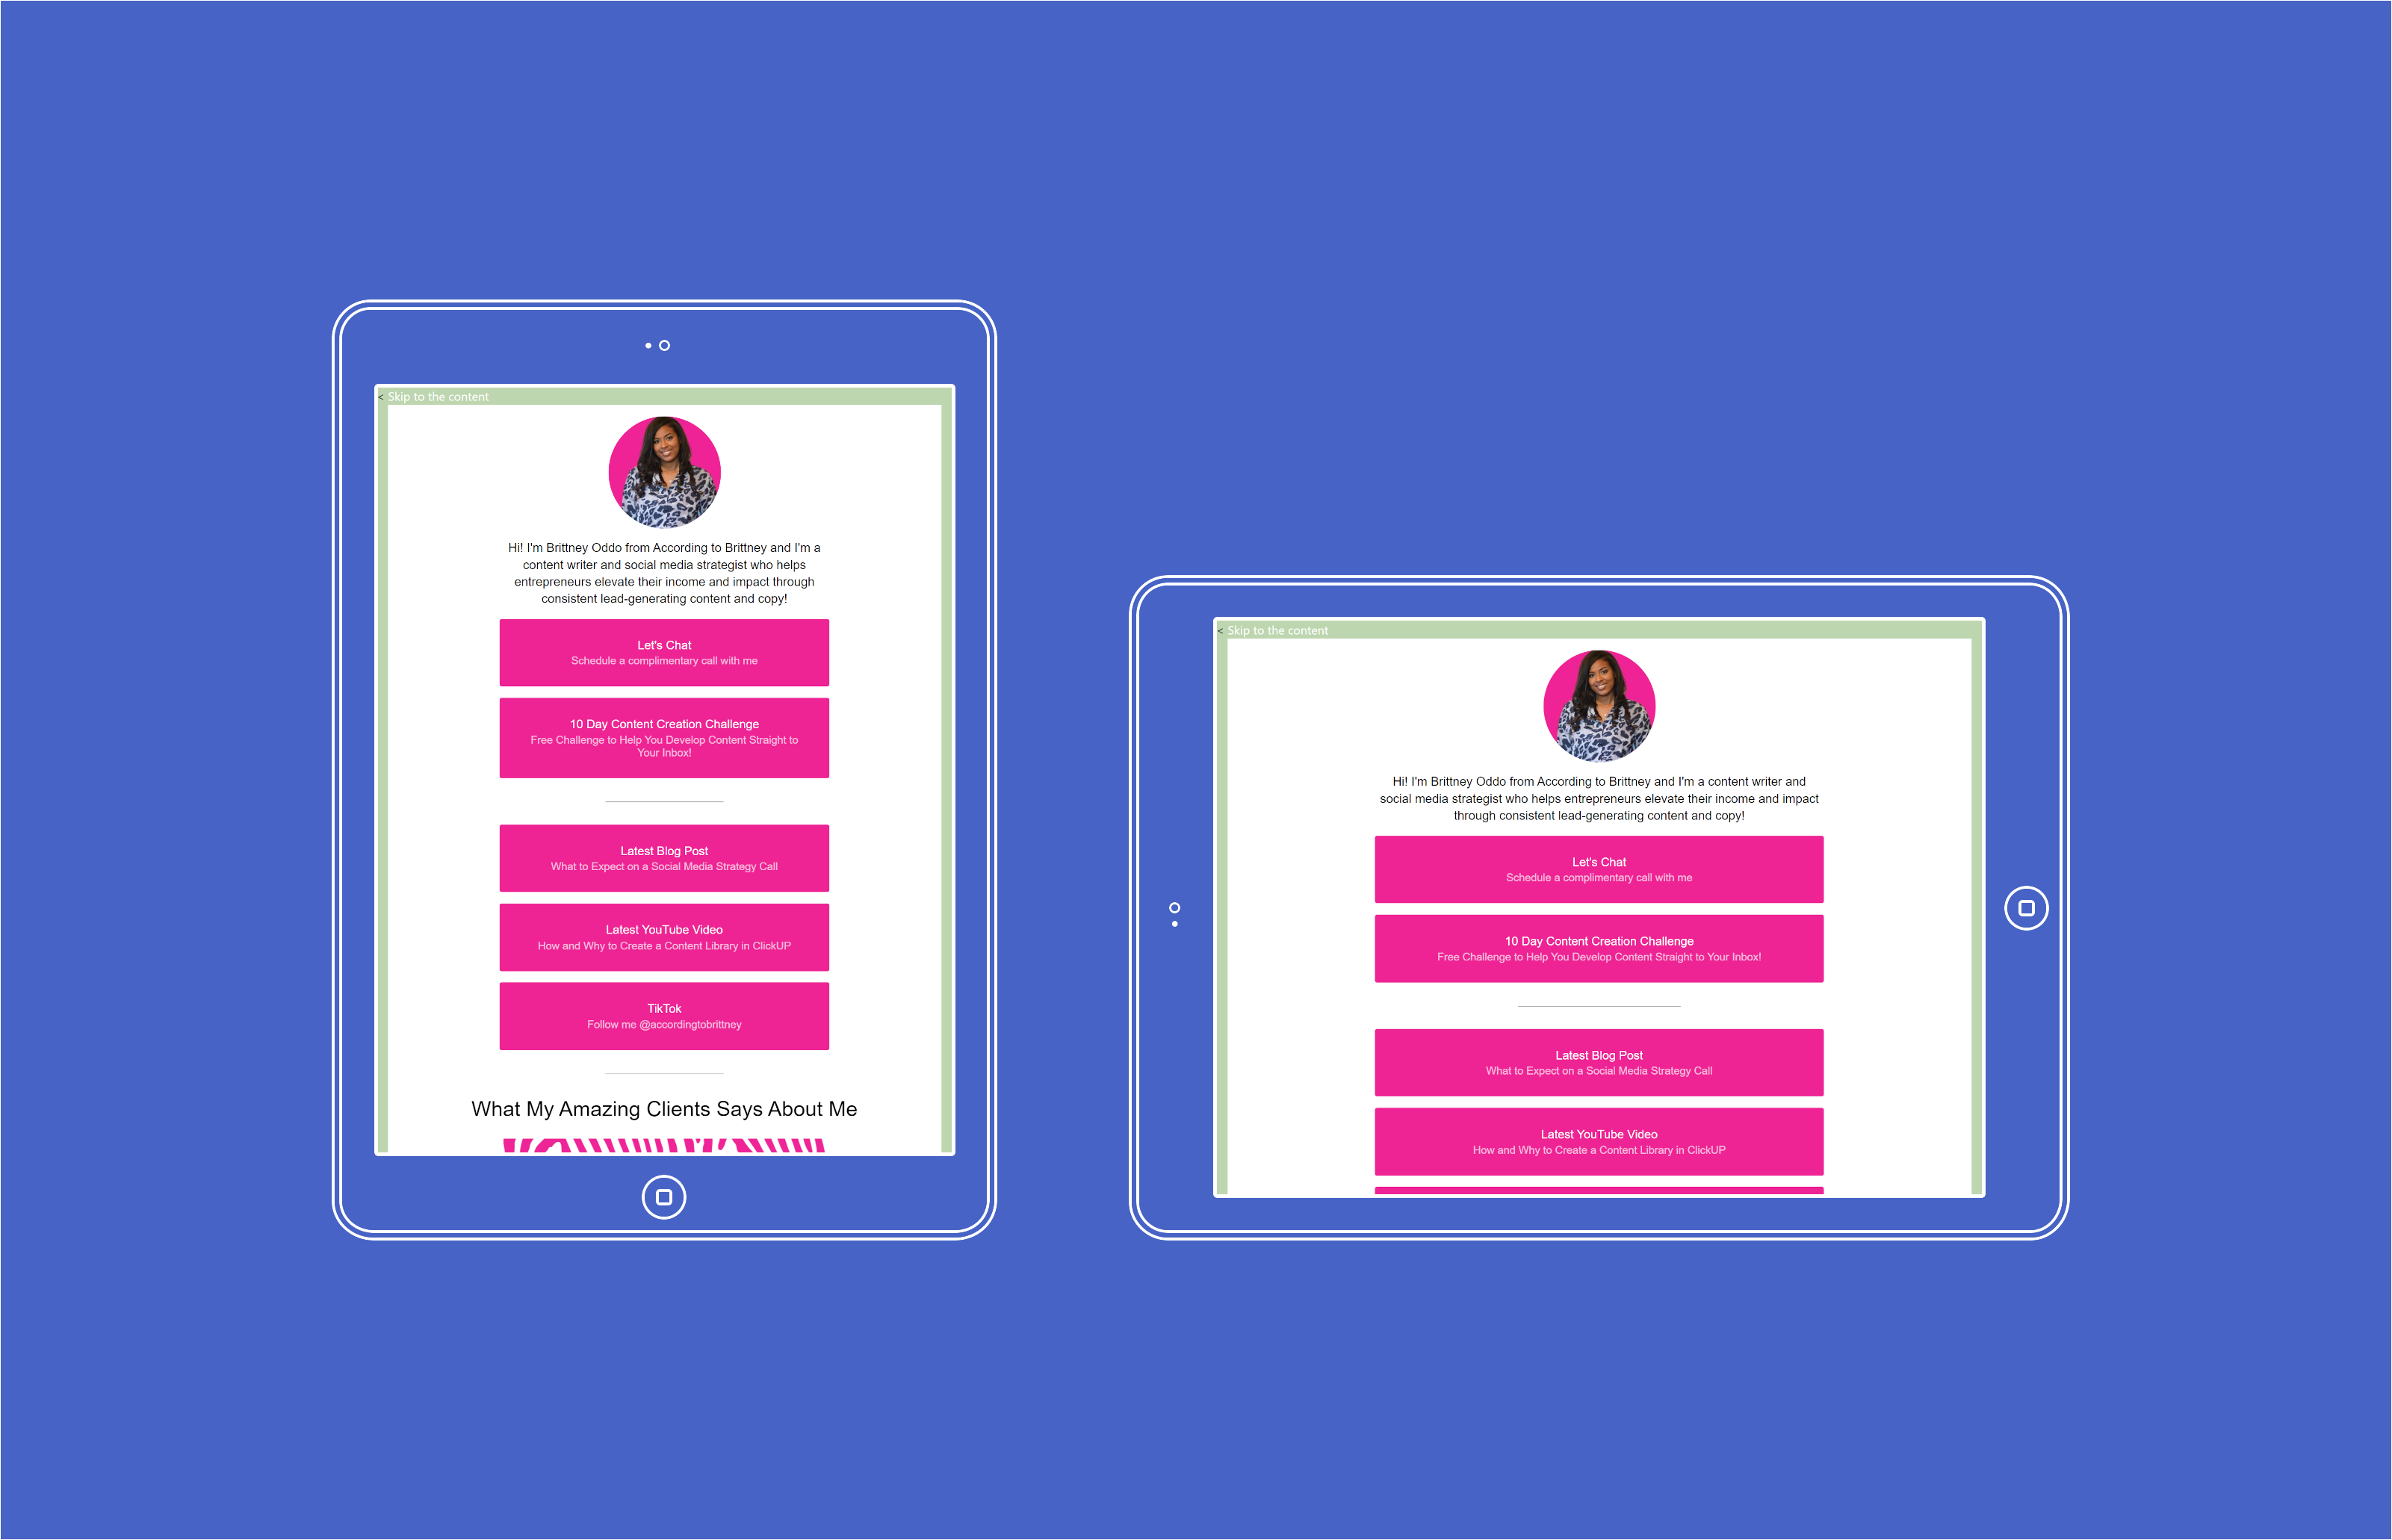 < Skip to the content
Hi! I'm Brittney Oddo from According to Brittney and I'm a
content writer and social media strategist who helps
entrepreneurs elevate their income and impact through
consistent lead-generating content and copy!
Let's Chat
Schedule a complimentary call with me
10 Day Content Creation Challenge
Free Challenge to Help You Develop Content Straight to
Your Inbox!
Latest Blog Post
What to Expect on a Social Media Strategy Call
Latest YouTube Video
How and Why to Create a Content Library in ClickUP
TikTok
Follow me @accordingtobrittney
What My Amazing Clients Says About Me
< Skip to the content
Hi! I'm Brittney Oddo from According to Brittney and I'm a content writer and
social media strategist who helps entrepreneurs elevate their income and impact
through consistent lead-generating content and copy!
Let's Chat
Schedule a complimentary call with me
10 Day Content Creation Challenge
Free Challenge to Help You Develop Content Straight to Your Inbox!
Latest Blog Post
What to Expect on a Social Media Strategy Call
Latest YouTube Video
How and Why to Create a Content Library in ClickUP